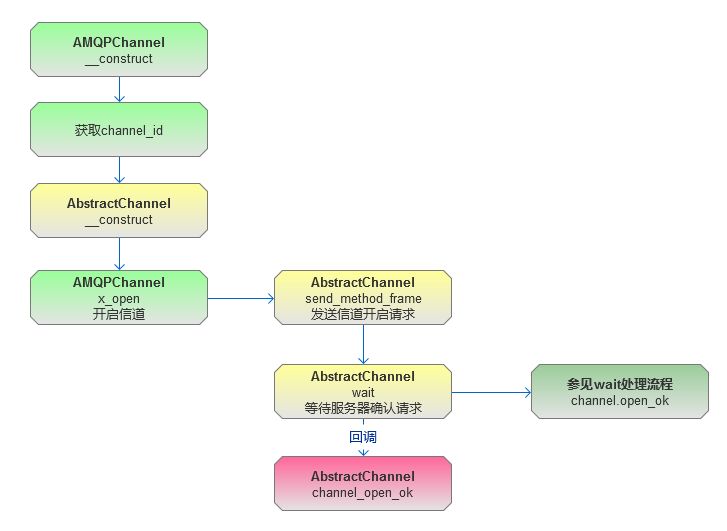 AMQPChannel
__construct
获取channel_id
AbstractChannel
__construct
AMQPChannel
x_open
开启信道
AbstractChannel
send_method_frame
发送信道开启请求
AbstractChannel
wait
等待服务器确认请求
参见wait处理流程
channel.open_ok
回调
AbstractChannel
channel_open_ok